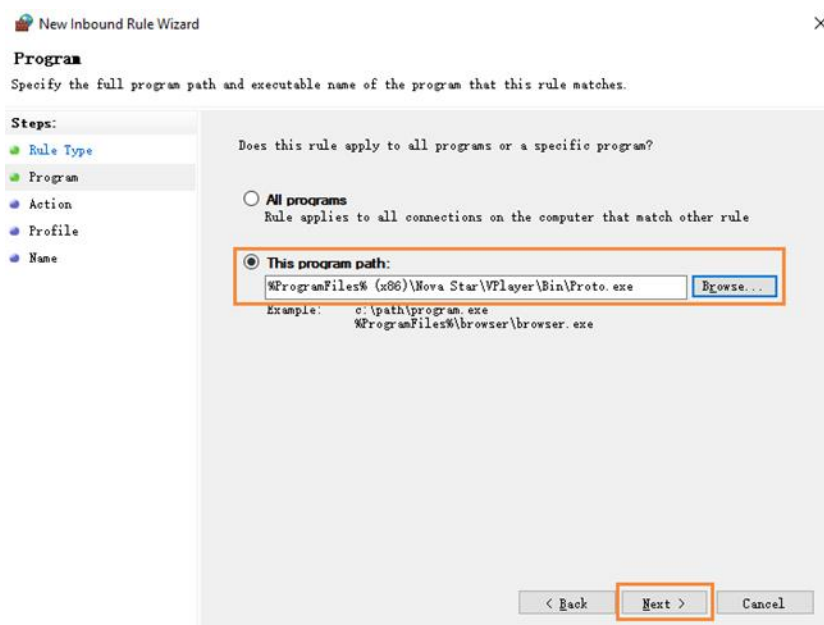 New Inbound Rule Wizard
Program
Specify the full program path and executable name of the program that this rule matches.
Steps:
Rule Type
Program
Action
Profile
Name
Does this rule apply to all programs or a specific program?
All programs
Rule applies to all connections on the computer that match other rule
This program path:
%ProgramFiles% (x86)\Nova Star\VPlayer\Bin\Proto.exe
Browse...
Example: c:\path\program.exe
%ProgramFiles%\browser\browser.exe
< Back
Next >
Cancel